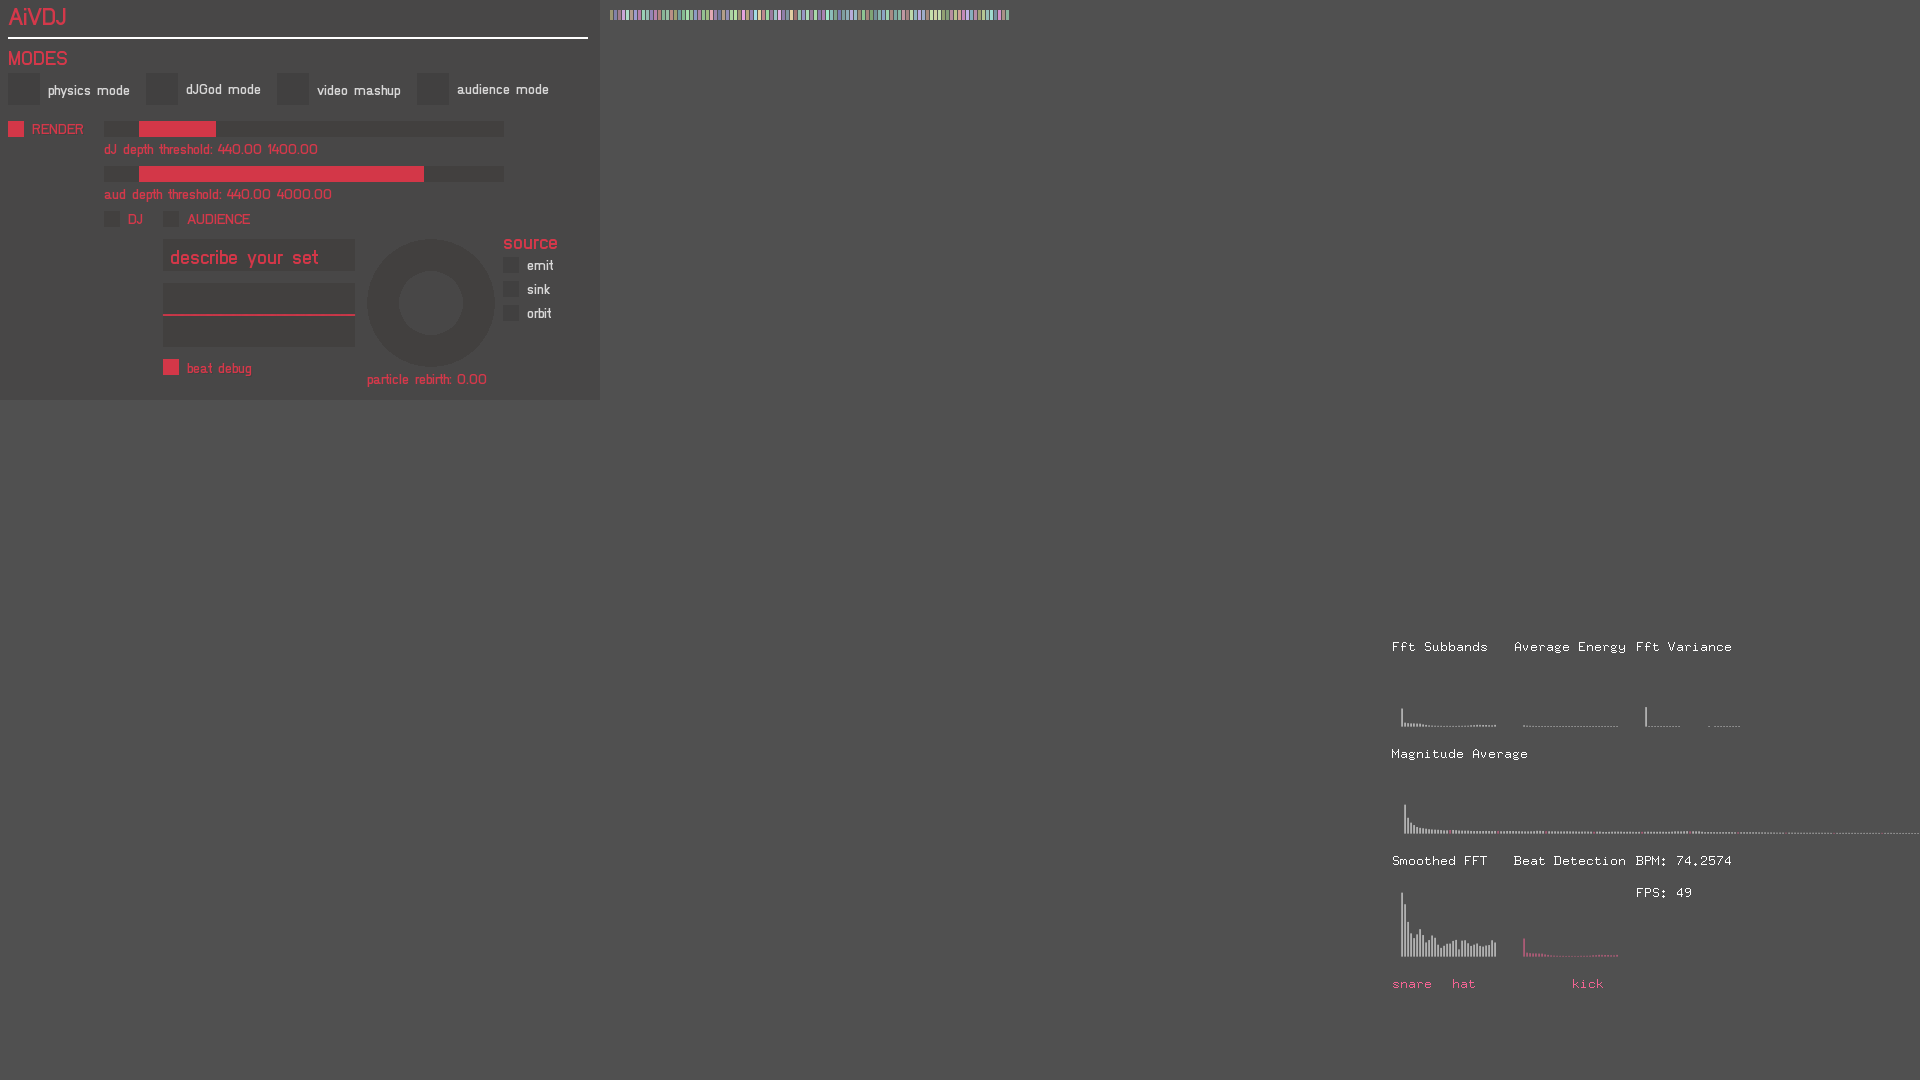 AiVDJ
MODES
physics mode dJGod mode video mashup audience mode
RENDER
dJ depth threshold: 440.00 1400.00
aud depth threshold: 440.00 4000.00
DJ AUDIENCE
describe your set
source
emit
sink
orbit
beat debug
particle rebirth: 0.00
Fft Subbands Average Energy Fft Variance
Magnitude Average
Smoothed FFT Beat Detection BPM: 74.2574
FPS: 49
snare hat kick